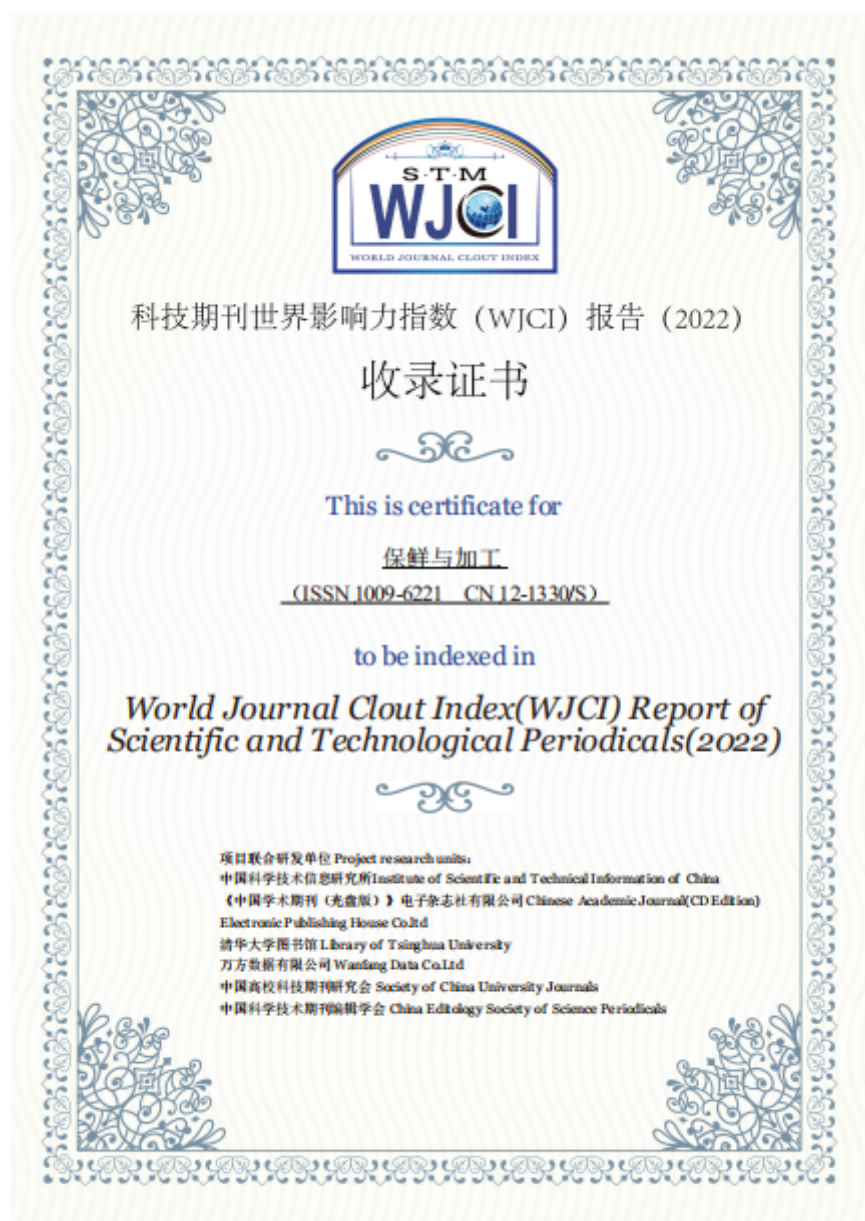 S·T·M
WJCI
WORLD JOURNAL CLOUT INDEX
科技期刊世界影响力指数（WJCI）报告（2022）
收录证书
This is certificate for
保鲜与加工
（ISSN 1009-6221 CN 12-1330/S）
to be indexed in
World Journal Clout Index(WJCI) Report of
Scientific and Technological Periodicals(2022)
项目联合研发单位 Project research units:
中国科学技术信息研究所Institute of Scientific and Technical Information of China
《中国学术期刊（光盘版）》电子杂志社有限公司 Chinese Academic Journal(CD Edition)
Electronic Publishing House Co.ltd
清华大学图书馆 Library of Tsinghua University
万方数据有限公司 Wanfang Data Co.Ltd
中国高校科技期刊研究会 Society of China University Journals
中国科学技术期刊编辑学会 China Editology Society of Science Periodicals